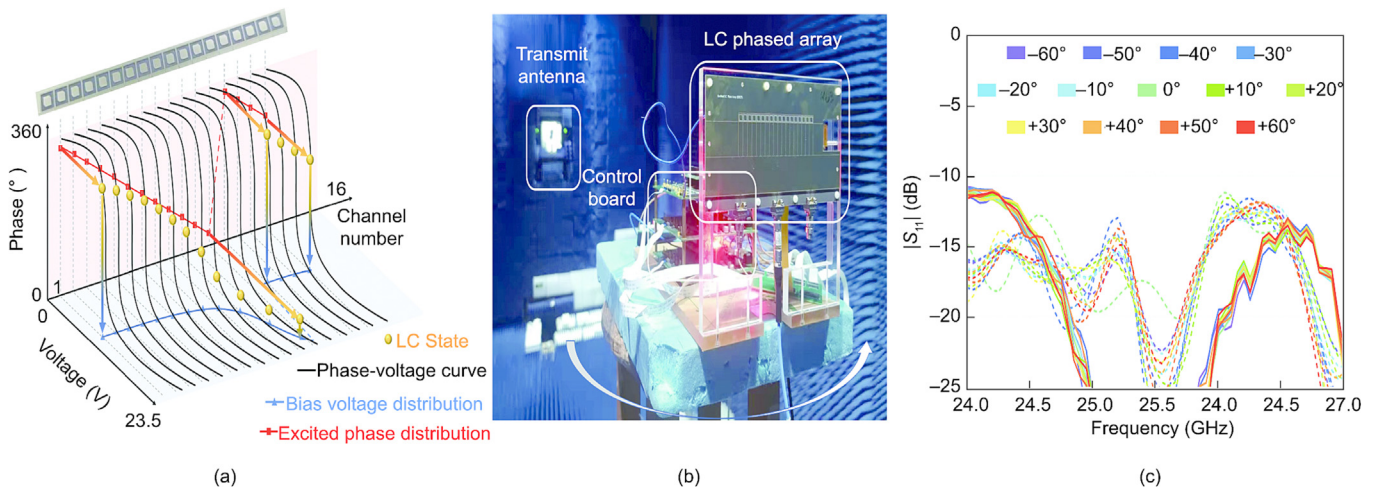 360
Phase (°)
0
0
1
16
Channel
number
Voltage (V)
23.5
LC State
Phase-voltage curve
Bias voltage distribution
Excited phase distribution
(a)
Transmit
antenna
LC phased array
Control
board
(b)
0
−5
−10
−15
−20
−25
|S11| (dB)
−60° −50° −40° −30°
−20° −10° 0° +10° +20°
+30° +40° +50° +60°
24.0 24.5 25.0 25.5 24.0 24.5 27.0
Frequency (GHz)
(c)